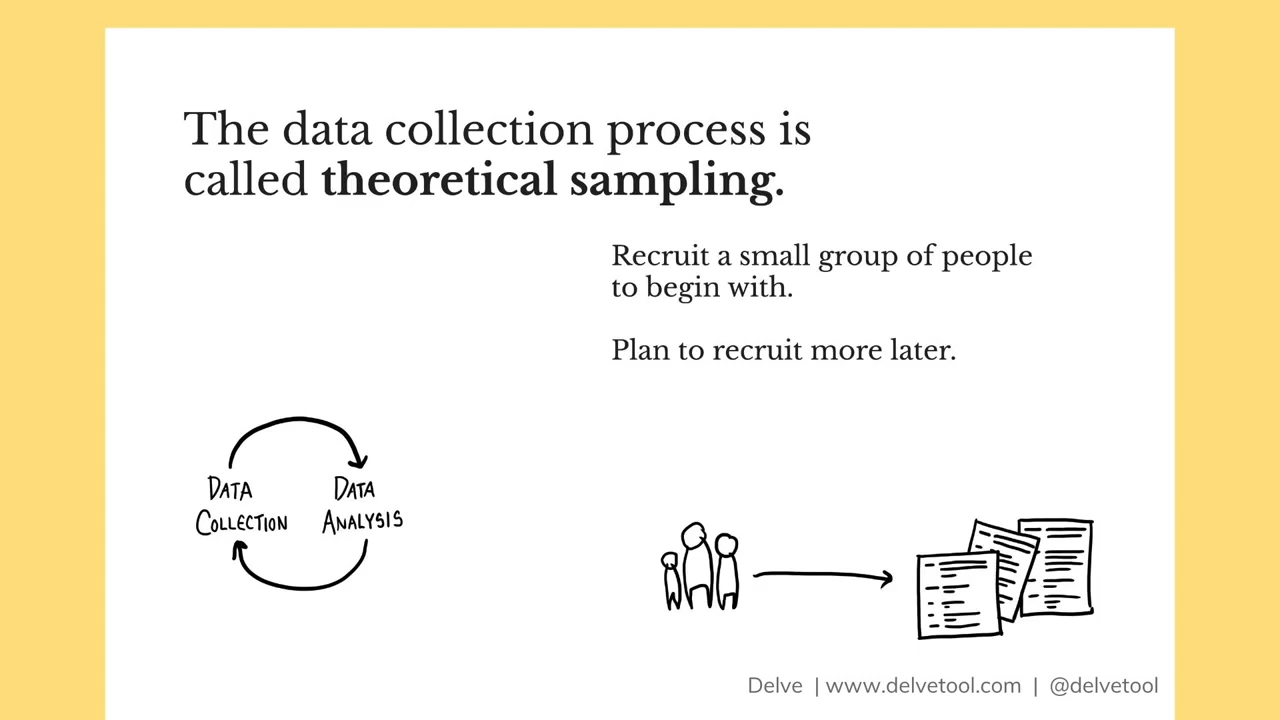 The data collection process is
called theoretical sampling.
Recruit a small group of people
to begin with.
Plan to recruit more later.
DATA COLLECTION
DATA ANALYSIS
Delve | www.delvetool.com | @delvetool